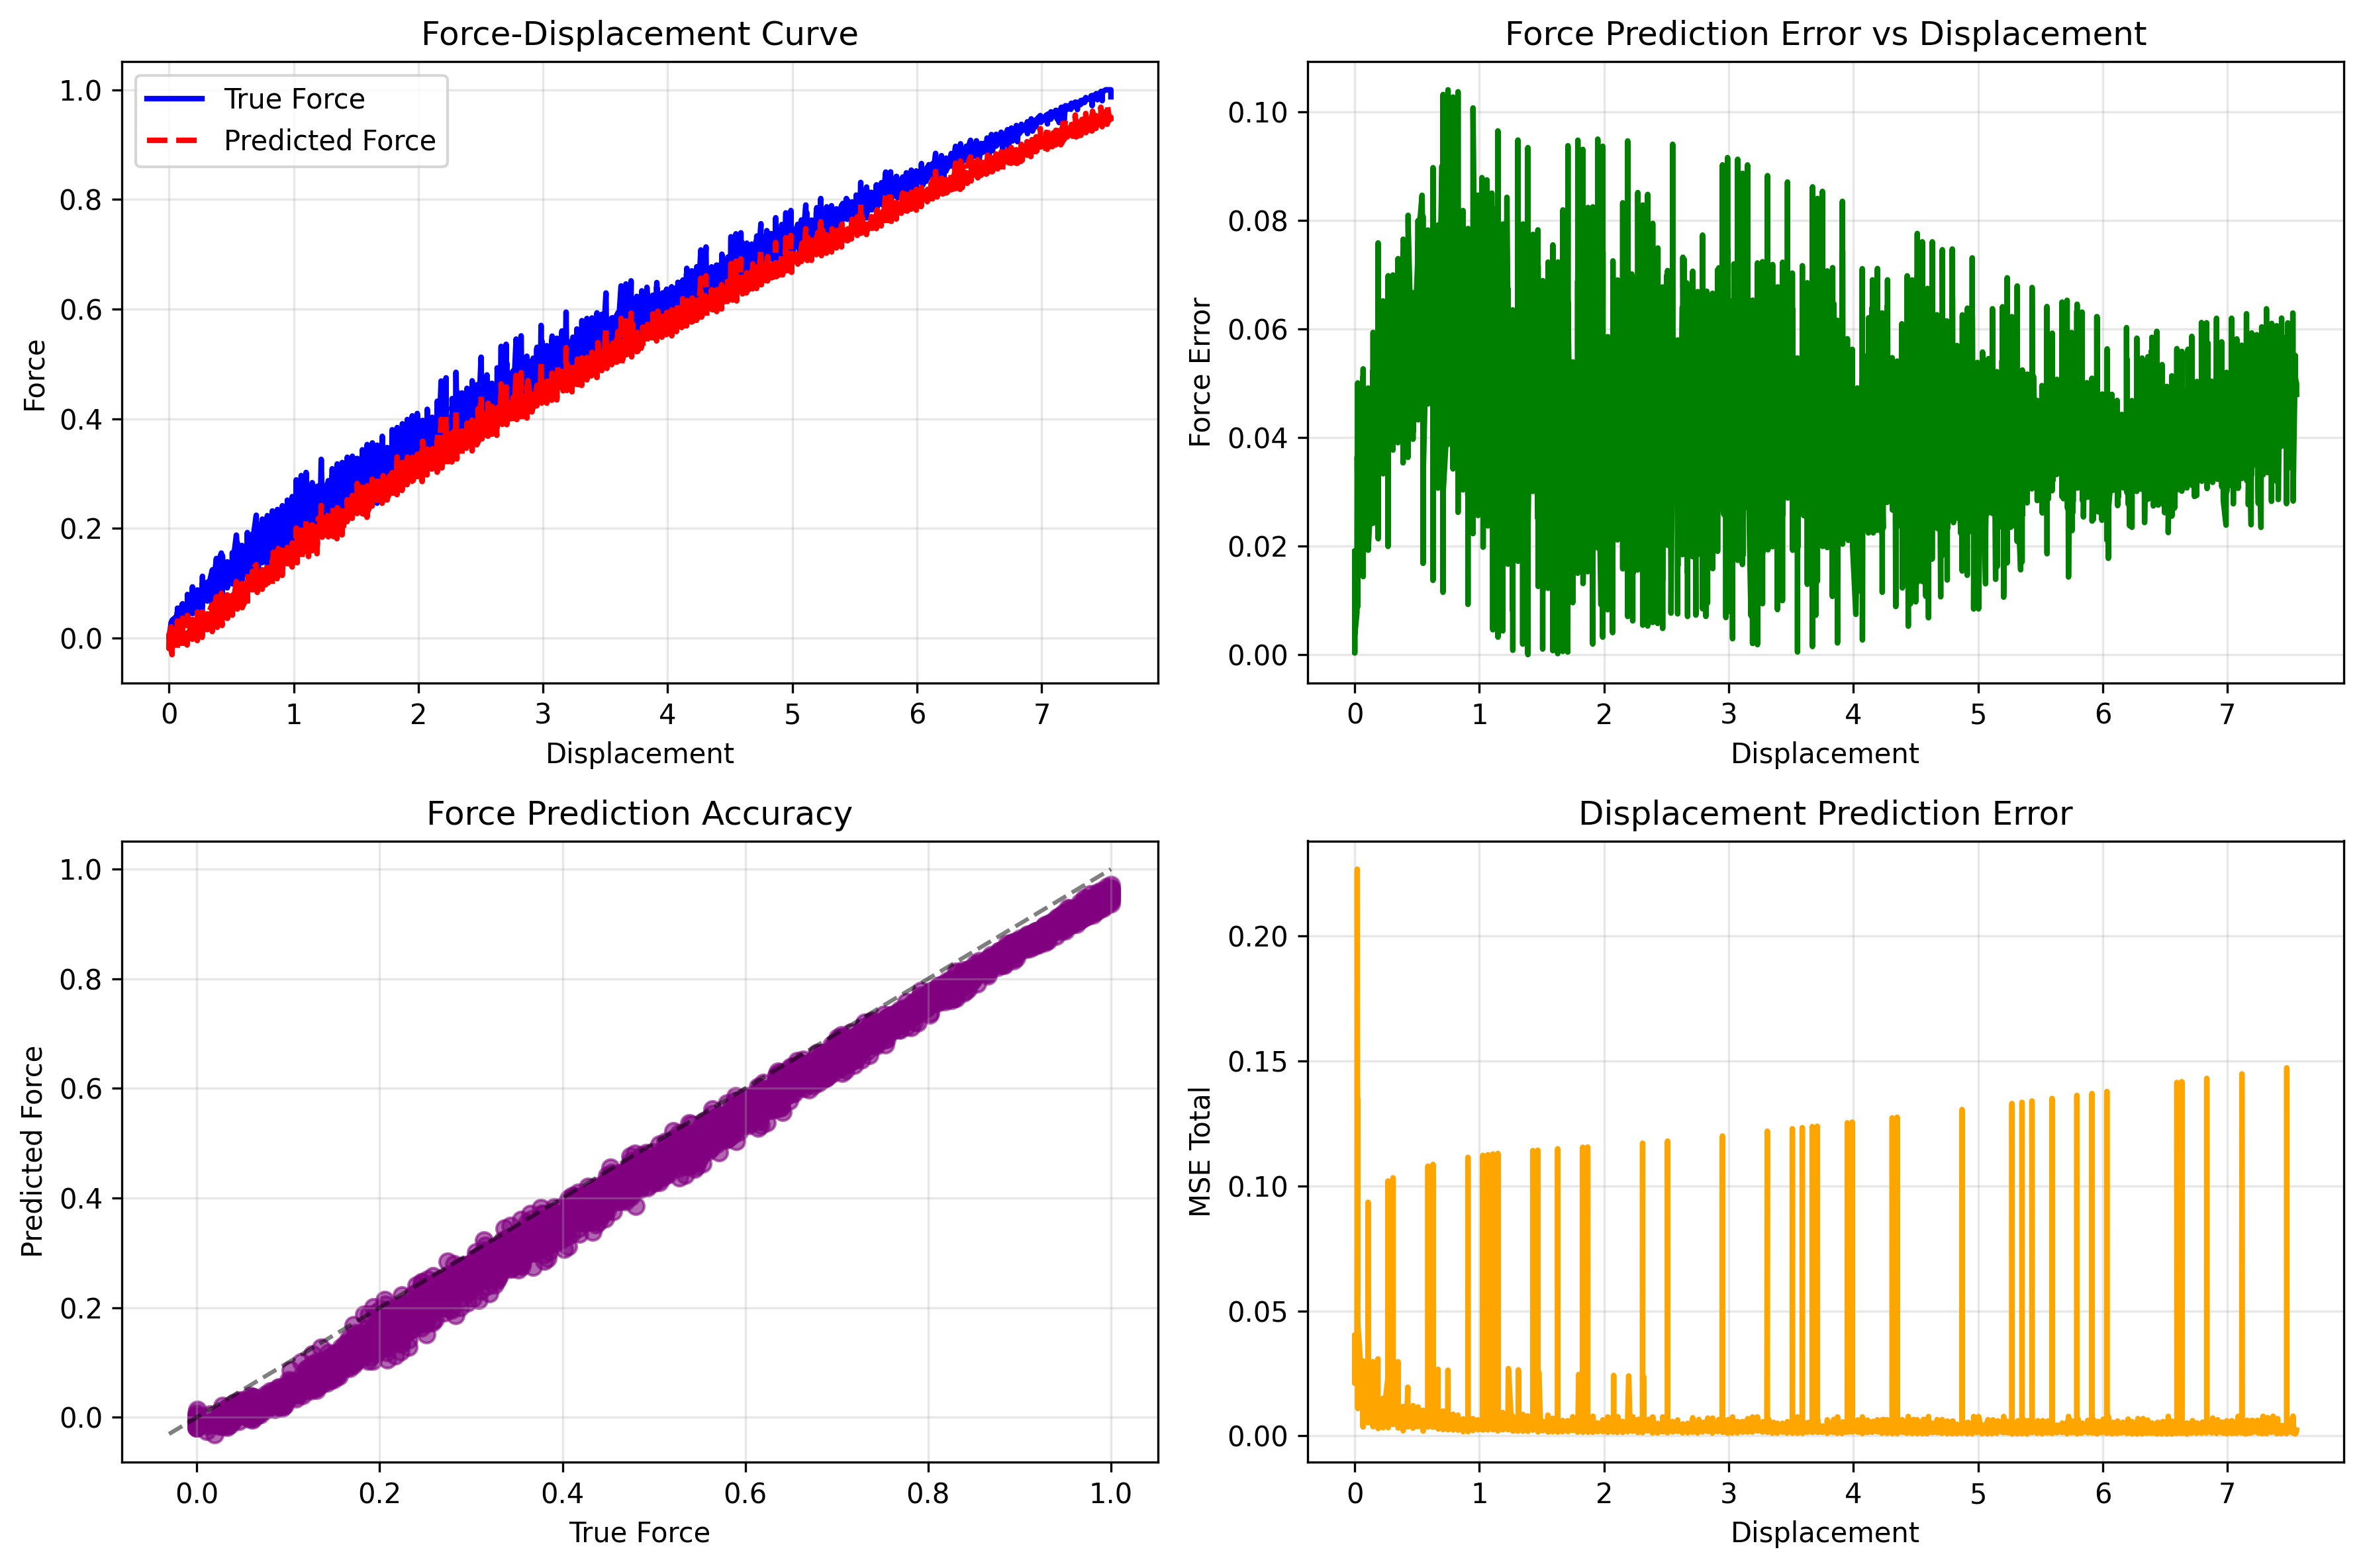 Force-Displacement Curve
True Force
Predicted Force
1.0
0.8
0.6
0.4
0.2
0.0
Force
0 1 2 3 4 5 6 7
Displacement
Force Prediction Error vs Displacement
0.10
0.08
0.06
0.04
0.02
0.00
Force Error
0 1 2 3 4 5 6 7
Displacement
Force Prediction Accuracy
1.0
0.8
0.6
0.4
0.2
0.0
Predicted Force
0.0 0.2 0.4 0.6 0.8 1.0
True Force
Displacement Prediction Error
0.20
0.15
0.10
0.05
0.00
MSE Total
0 1 2 3 4 5 6 7
Displacement